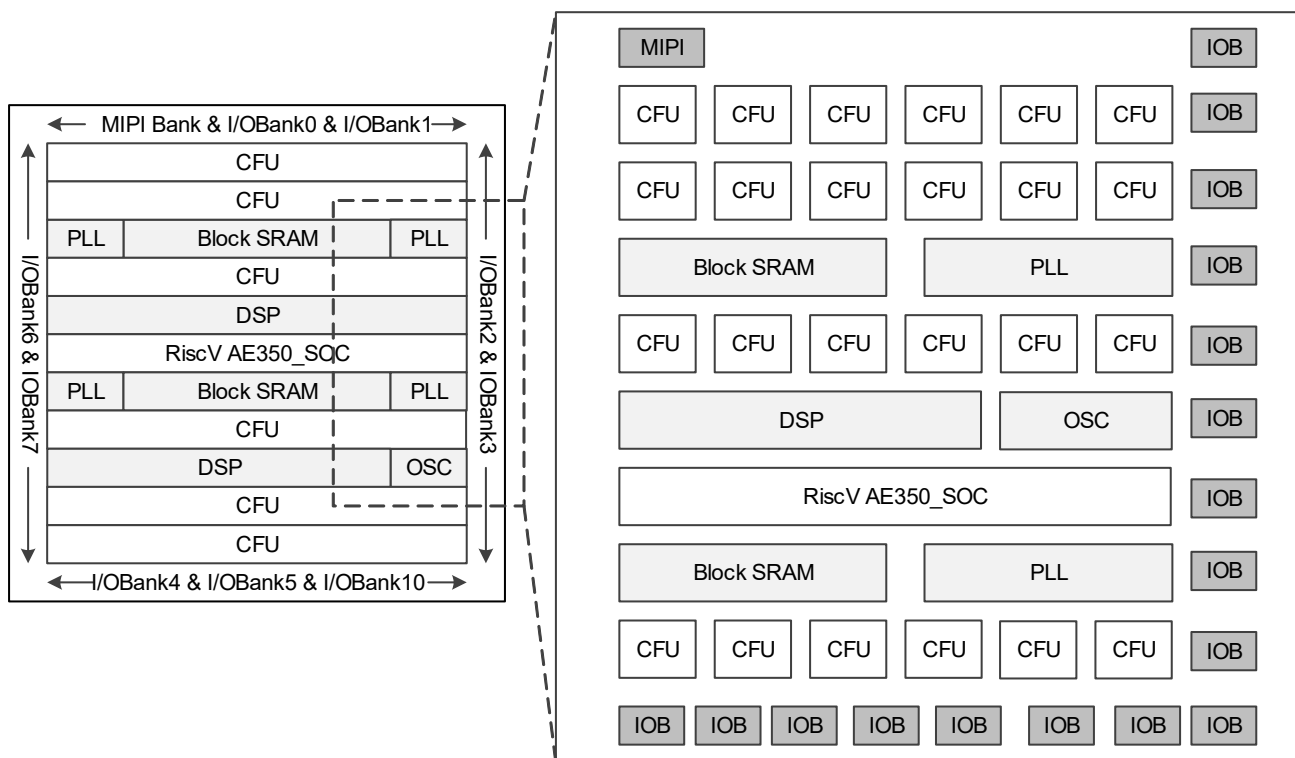 MIPI Bank & I/OBank0 & I/OBank1
I/OBank6 & IOBank7
CFU
CFU
PLL Block SRAM PLL
CFU
DSP
RiscV AE350_SOC
PLL Block SRAM PLL
CFU
DSP OSC
CFU
CFU
I/OBank2 & IOBank3
I/OBank4 & I/OBank5 & I/OBank10
MIPI IOB
CFU CFU CFU CFU CFU CFU IOB
CFU CFU CFU CFU CFU CFU IOB
Block SRAM PLL IOB
CFU CFU CFU CFU CFU CFU IOB
DSP OSC IOB
RiscV AE350_SOC IOB
Block SRAM PLL IOB
CFU CFU CFU CFU CFU CFU IOB
IOB IOB IOB IOB IOB IOB IOB IOB